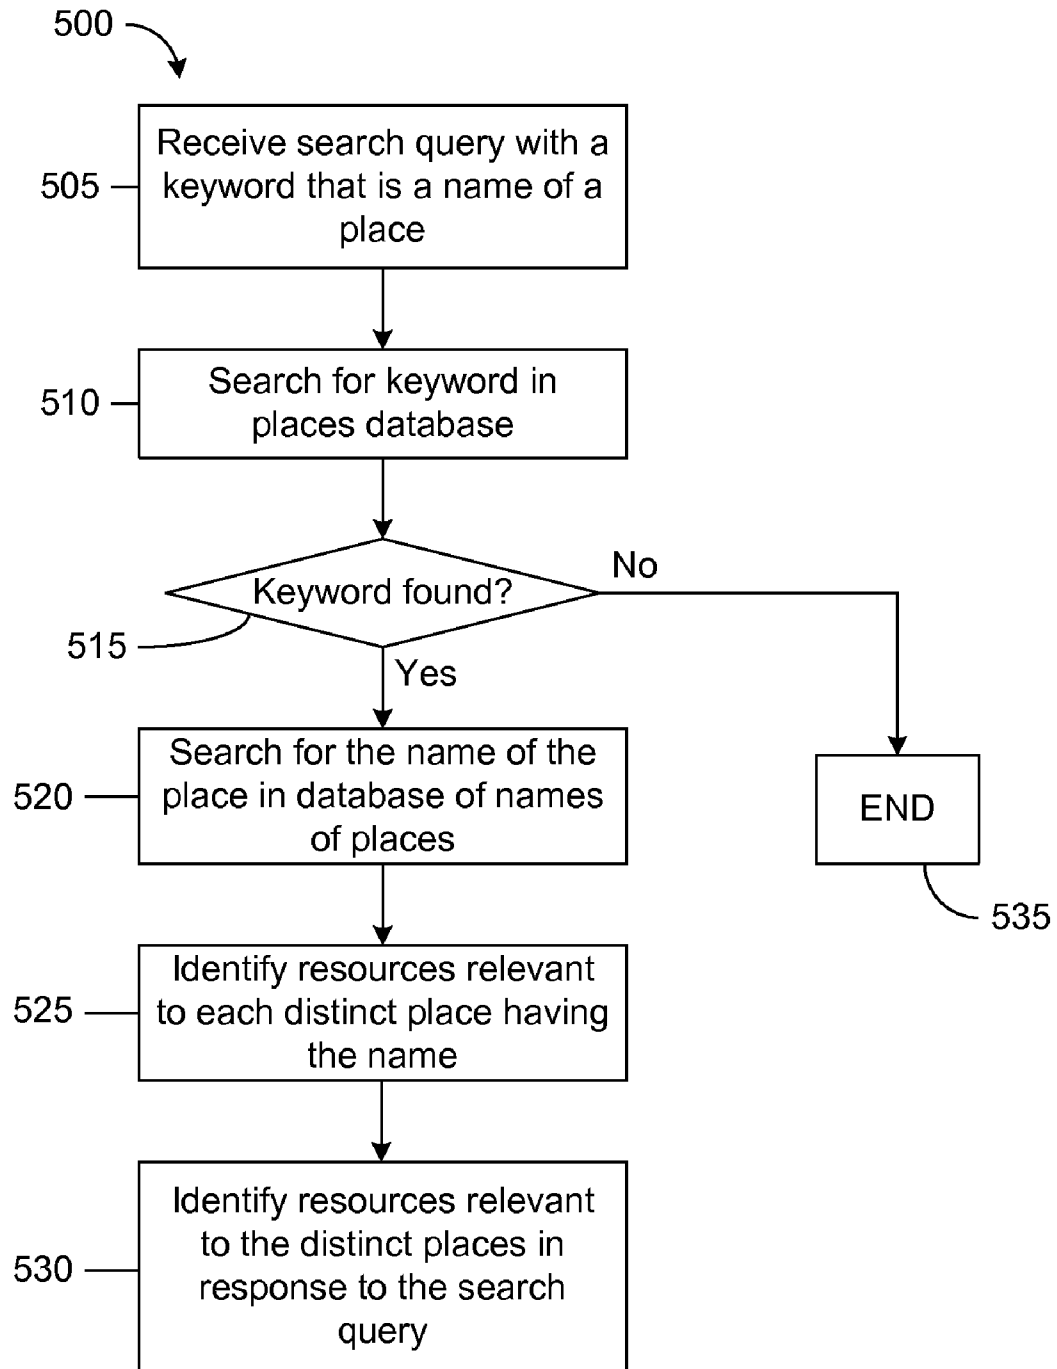 500
Receive search query with a
keyword that is a name of a
place
505
Search for keyword in
places database
510
Keyword found?
No
515
Yes
Search for the name of the
place in database of names
of places
520
END
535
Identify resources relevant
to each distinct place having
the name
525
Identify resources relevant
to the distinct places in
response to the search
query
530